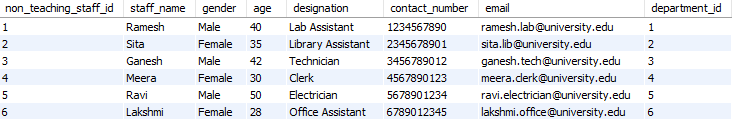 non_teaching_staff_id staff_name gender age designation contact_number email department_id
1 Ramesh Male 40 Lab Assistant 1234567890 ramesh.lab@university.edu 1
2 Sita Female 35 Library Assistant 2345678901 sita.lib@university.edu 2
3 Ganesh Male 42 Technician 3456789012 ganesh.tech@university.edu 3
4 Meera Female 30 Clerk 4567890123 meera.clerk@university.edu 4
5 Ravi Male 50 Electrician 5678901234 ravi.electrician@university.edu 5
6 Lakshmi Female 28 Office Assistant 6789012345 lakshmi.office@university.edu 6